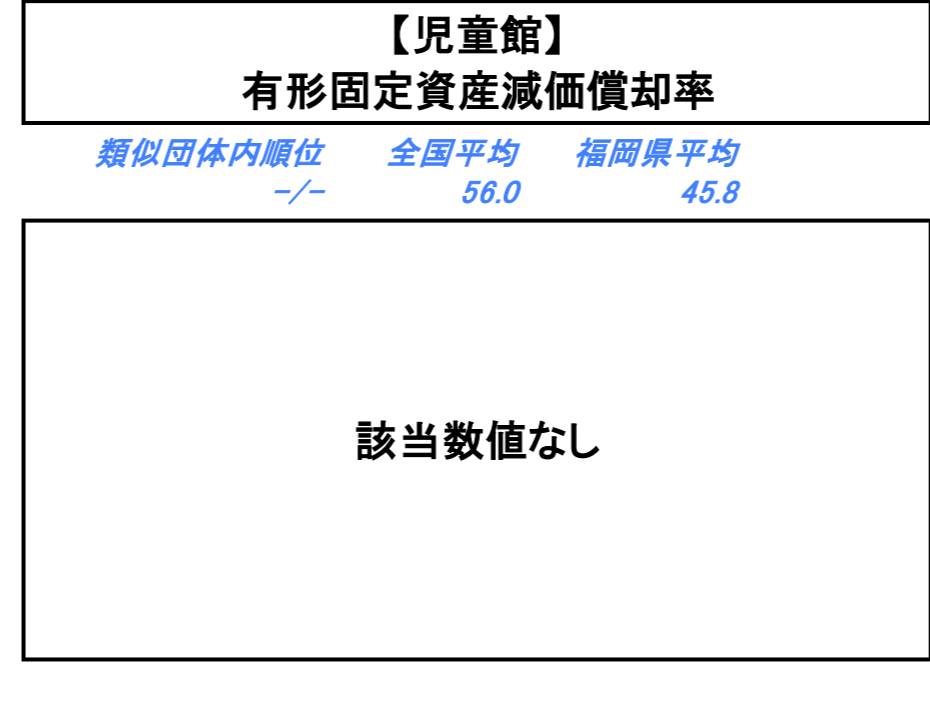 【児童館】
有形固定資産減価償却率
類似団体内順位 全国平均 福岡県平均
-/- 56.0 45.8
該当数値なし